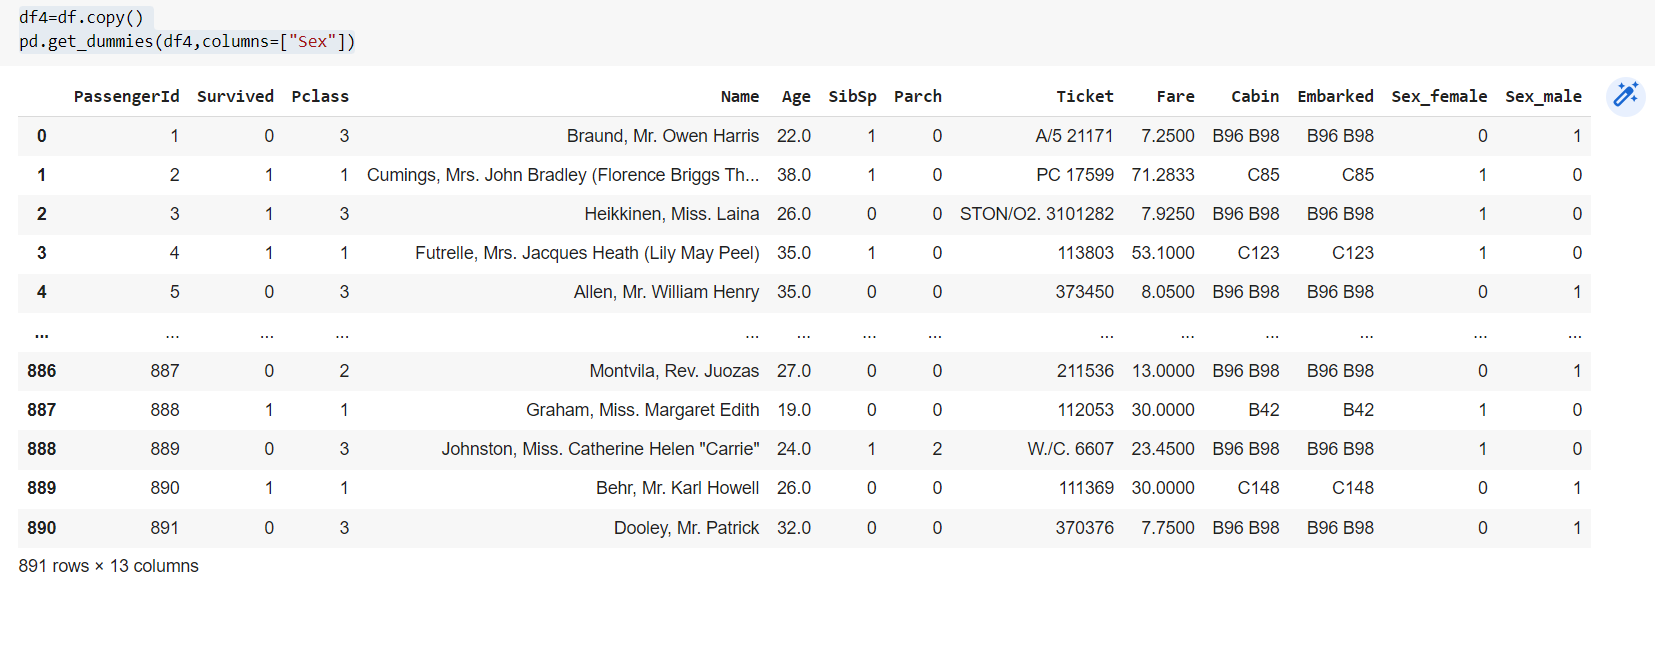 df4=df.copy()
pd.get_dummies(df4,columns=["Sex"])
PassengerId Survived Pclass Name Age SibSp Parch Ticket Fare Cabin Embarked Sex_female Sex_male
0 1 0 3 Braund, Mr. Owen Harris 22.0 1 0 A/5 21171 7.2500 B96 B98 B96 B98 0 1
1 2 1 1 Cumings, Mrs. John Bradley (Florence Briggs Th... 38.0 1 0 PC 17599 71.2833 C85 C85 1 0
2 3 1 3 Heikkinen, Miss. Laina 26.0 0 0 STON/O2. 3101282 7.9250 B96 B98 B96 B98 1 0
3 4 1 1 Futrelle, Mrs. Jacques Heath (Lily May Peel) 35.0 1 0 113803 53.1000 C123 C123 1 0
4 5 0 3 Allen, Mr. William Henry 35.0 0 0 373450 8.0500 B96 B98 B96 B98 0 1
... ... ... ... ... ... ... ... ... ... ... ... ... ...
886 887 0 2 Montvila, Rev. Juozas 27.0 0 0 211536 13.0000 B96 B98 B96 B98 0 1
887 888 1 1 Graham, Miss. Margaret Edith 19.0 0 0 112053 30.0000 B42 B42 1 0
888 889 0 3 Johnston, Miss. Catherine Helen "Carrie" 24.0 1 2 W./C. 6607 23.4500 B96 B98 B96 B98 1 0
889 890 1 1 Behr, Mr. Karl Howell 26.0 0 0 111369 30.0000 C148 C148 0 1
890 891 0 3 Dooley, Mr. Patrick 32.0 0 0 370376 7.7500 B96 B98 B96 B98 0 1
891 rows × 13 columns